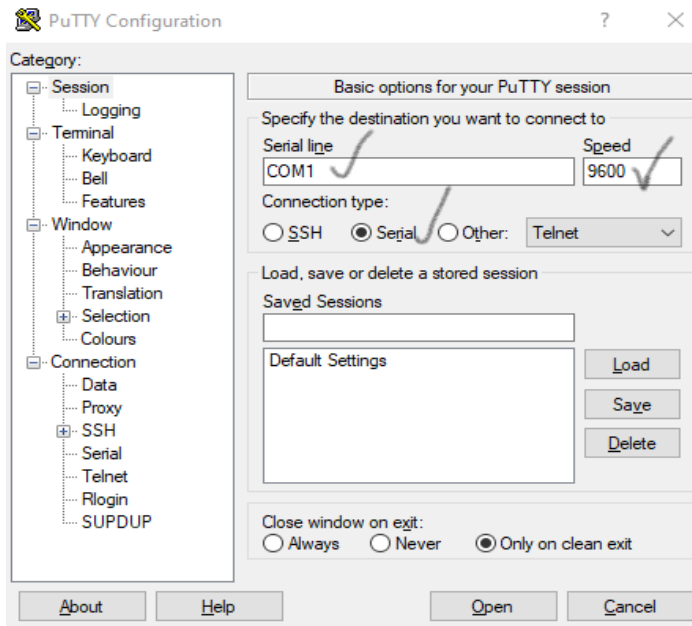 PuTTY Configuration
Category:
Session
Logging
Terminal
Keyboard
Bell
Features
Window
Appearance
Behaviour
Translation
Selection
Colours
Connection
Data
Proxy
SSH
Serial
Telnet
Rlogin
SUPDUP
Basic options for your PuTTY session
Specify the destination you want to connect to
Serial line Speed
COM1 9600
Connection type:
SSH Serial Other: Telnet
Load, save or delete a stored session
Saved Sessions
Default Settings
Load
Save
Delete
Close window on exit:
Always Never Only on clean exit
About Help Open Cancel